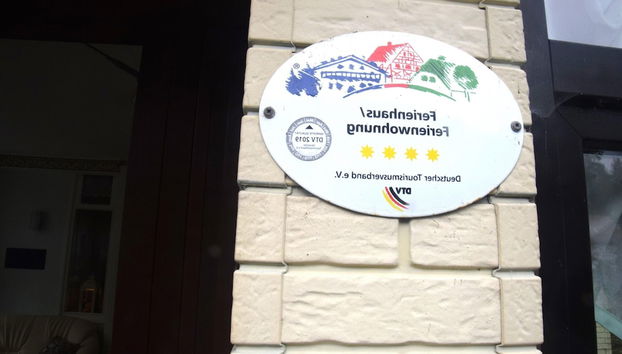 Ferienhaus/
Ferienwohnung
DTV 2019
Deutscher Tourismusverband e.V.
DTV